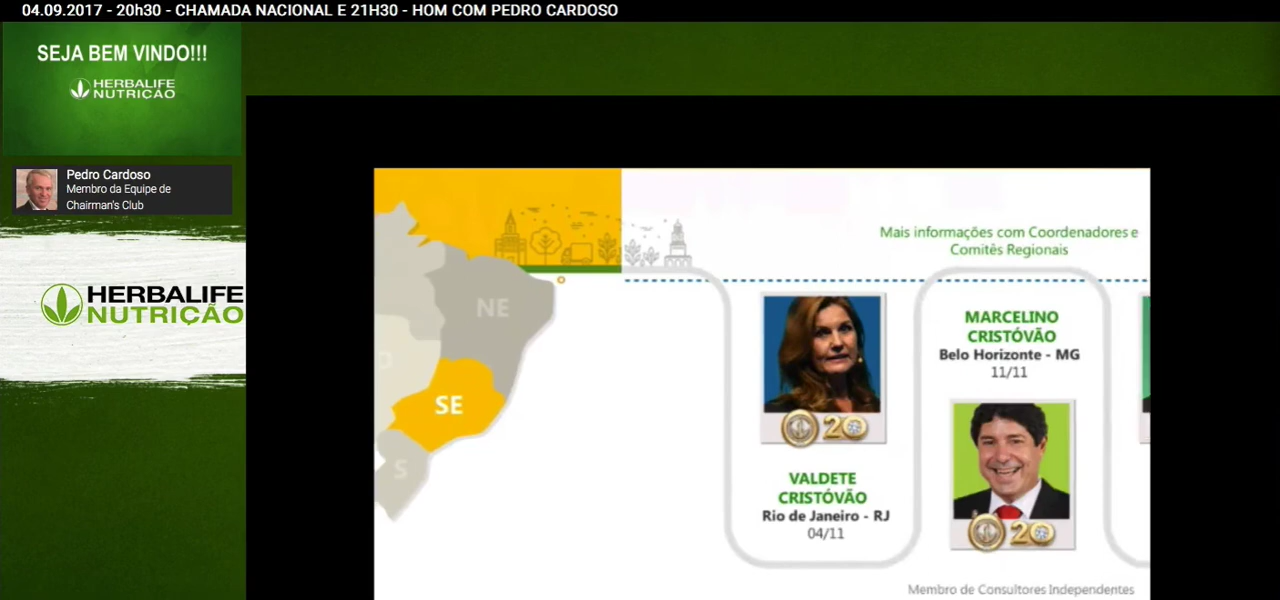 04.09.2017 - 20h30 - CHAMADA NACIONAL E 21H30 - HOM COM PEDRO CARDOSO
SEJA BEM VINDO!!!
HERBALIFE
NUTRIÇÃO
Pedro Cardoso
Membro da Equipe de
Chairman's Club
HERBALIFE
NUTRIÇÃO
NE
SE
S
Mais informações com Coordenadores e
Comitês Regionais
20
VALDETE
CRISTÓVÃO
Rio de Janeiro - RJ
04/11
MARCELINO
CRISTÓVÃO
Belo Horizonte - MG
11/11
20
Membro de Consultores Independentes